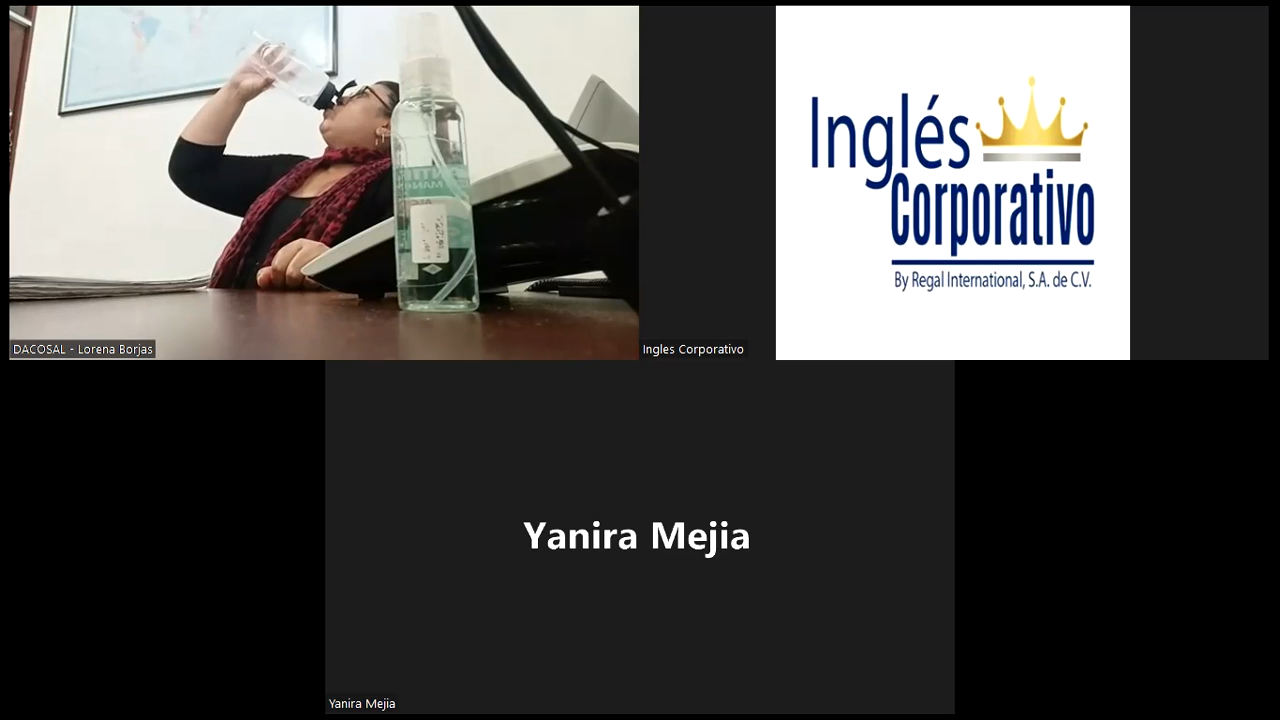 DACOSAL - Lorena Borjas
Inglés
Corporativo
By Regal International, S.A. de C.V.
Ingles Corporativo
Yanira Mejia
Yanira Mejia